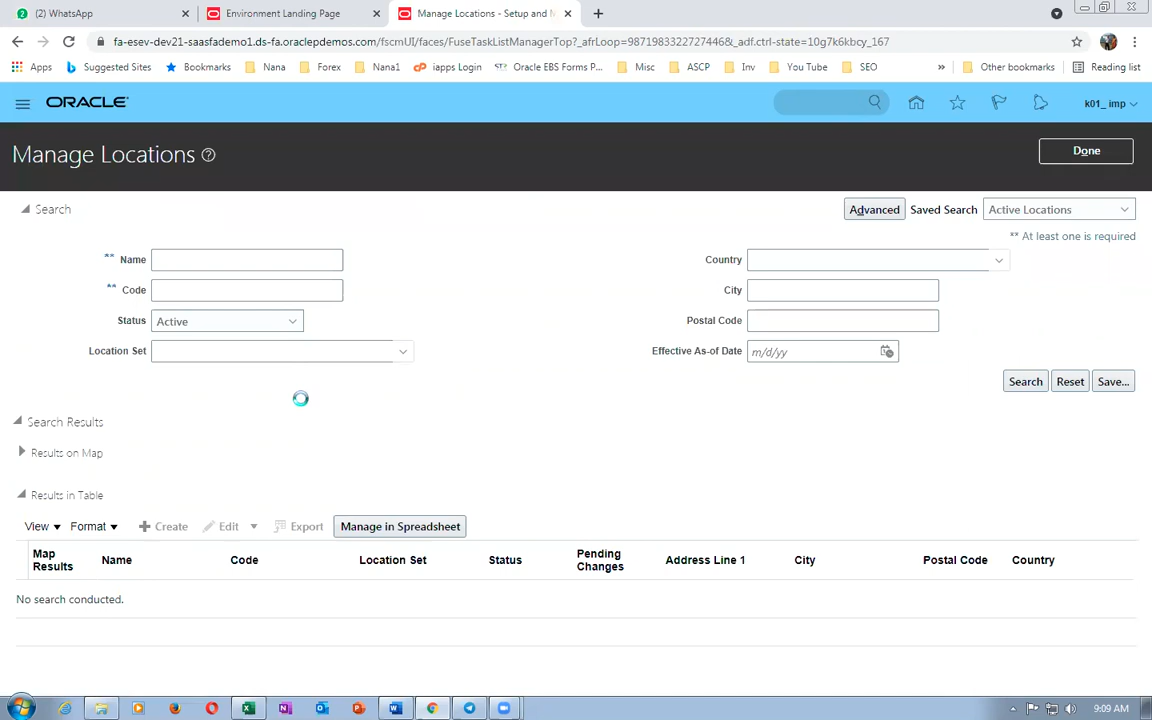 (2) WhatsApp
Environment Landing Page
Manage Locations - Setup and M
fa-esev-dev21-saasfademo1.ds-fa.oraclepdemos.com/fscmUI/faces/FuseTaskListManagerTop?_afrLoop=9871983322727446&_adf.ctrl-state=10g7k6kbcy_167
Apps
Suggested Sites
Bookmarks
Nana
Forex
Nana1
iapps Login
Oracle EBS Forms P...
Misc
ASCP
Inv
You Tube
SEO
»
Other bookmarks
Reading list
ORACLE
k01_ imp
Manage Locations
Done
Search
Advanced
Saved Search
Active Locations
** At least one is required
** Name
Country
** Code
City
Status
Active
Postal Code
Location Set
Effective As-of Date
m/d/yy
Search
Reset
Save...
Search Results
Results on Map
Results in Table
View
Format
Create
Edit
Export
Manage in Spreadsheet
Map Results
Name
Code
Location Set
Status
Pending Changes
Address Line 1
City
Postal Code
Country
No search conducted.
9:09 AM